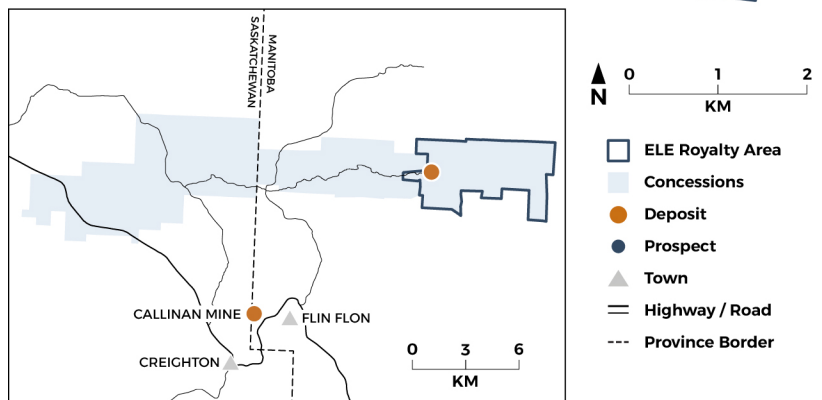 SASKATCHEWAN
MANITOBA
CALLINAN MINE
FLIN FLON
CREIGHTON
0 3 6
KM
N
0 1 2
KM
ELE Royalty Area
Concessions
Deposit
Prospect
Town
Highway / Road
Province Border